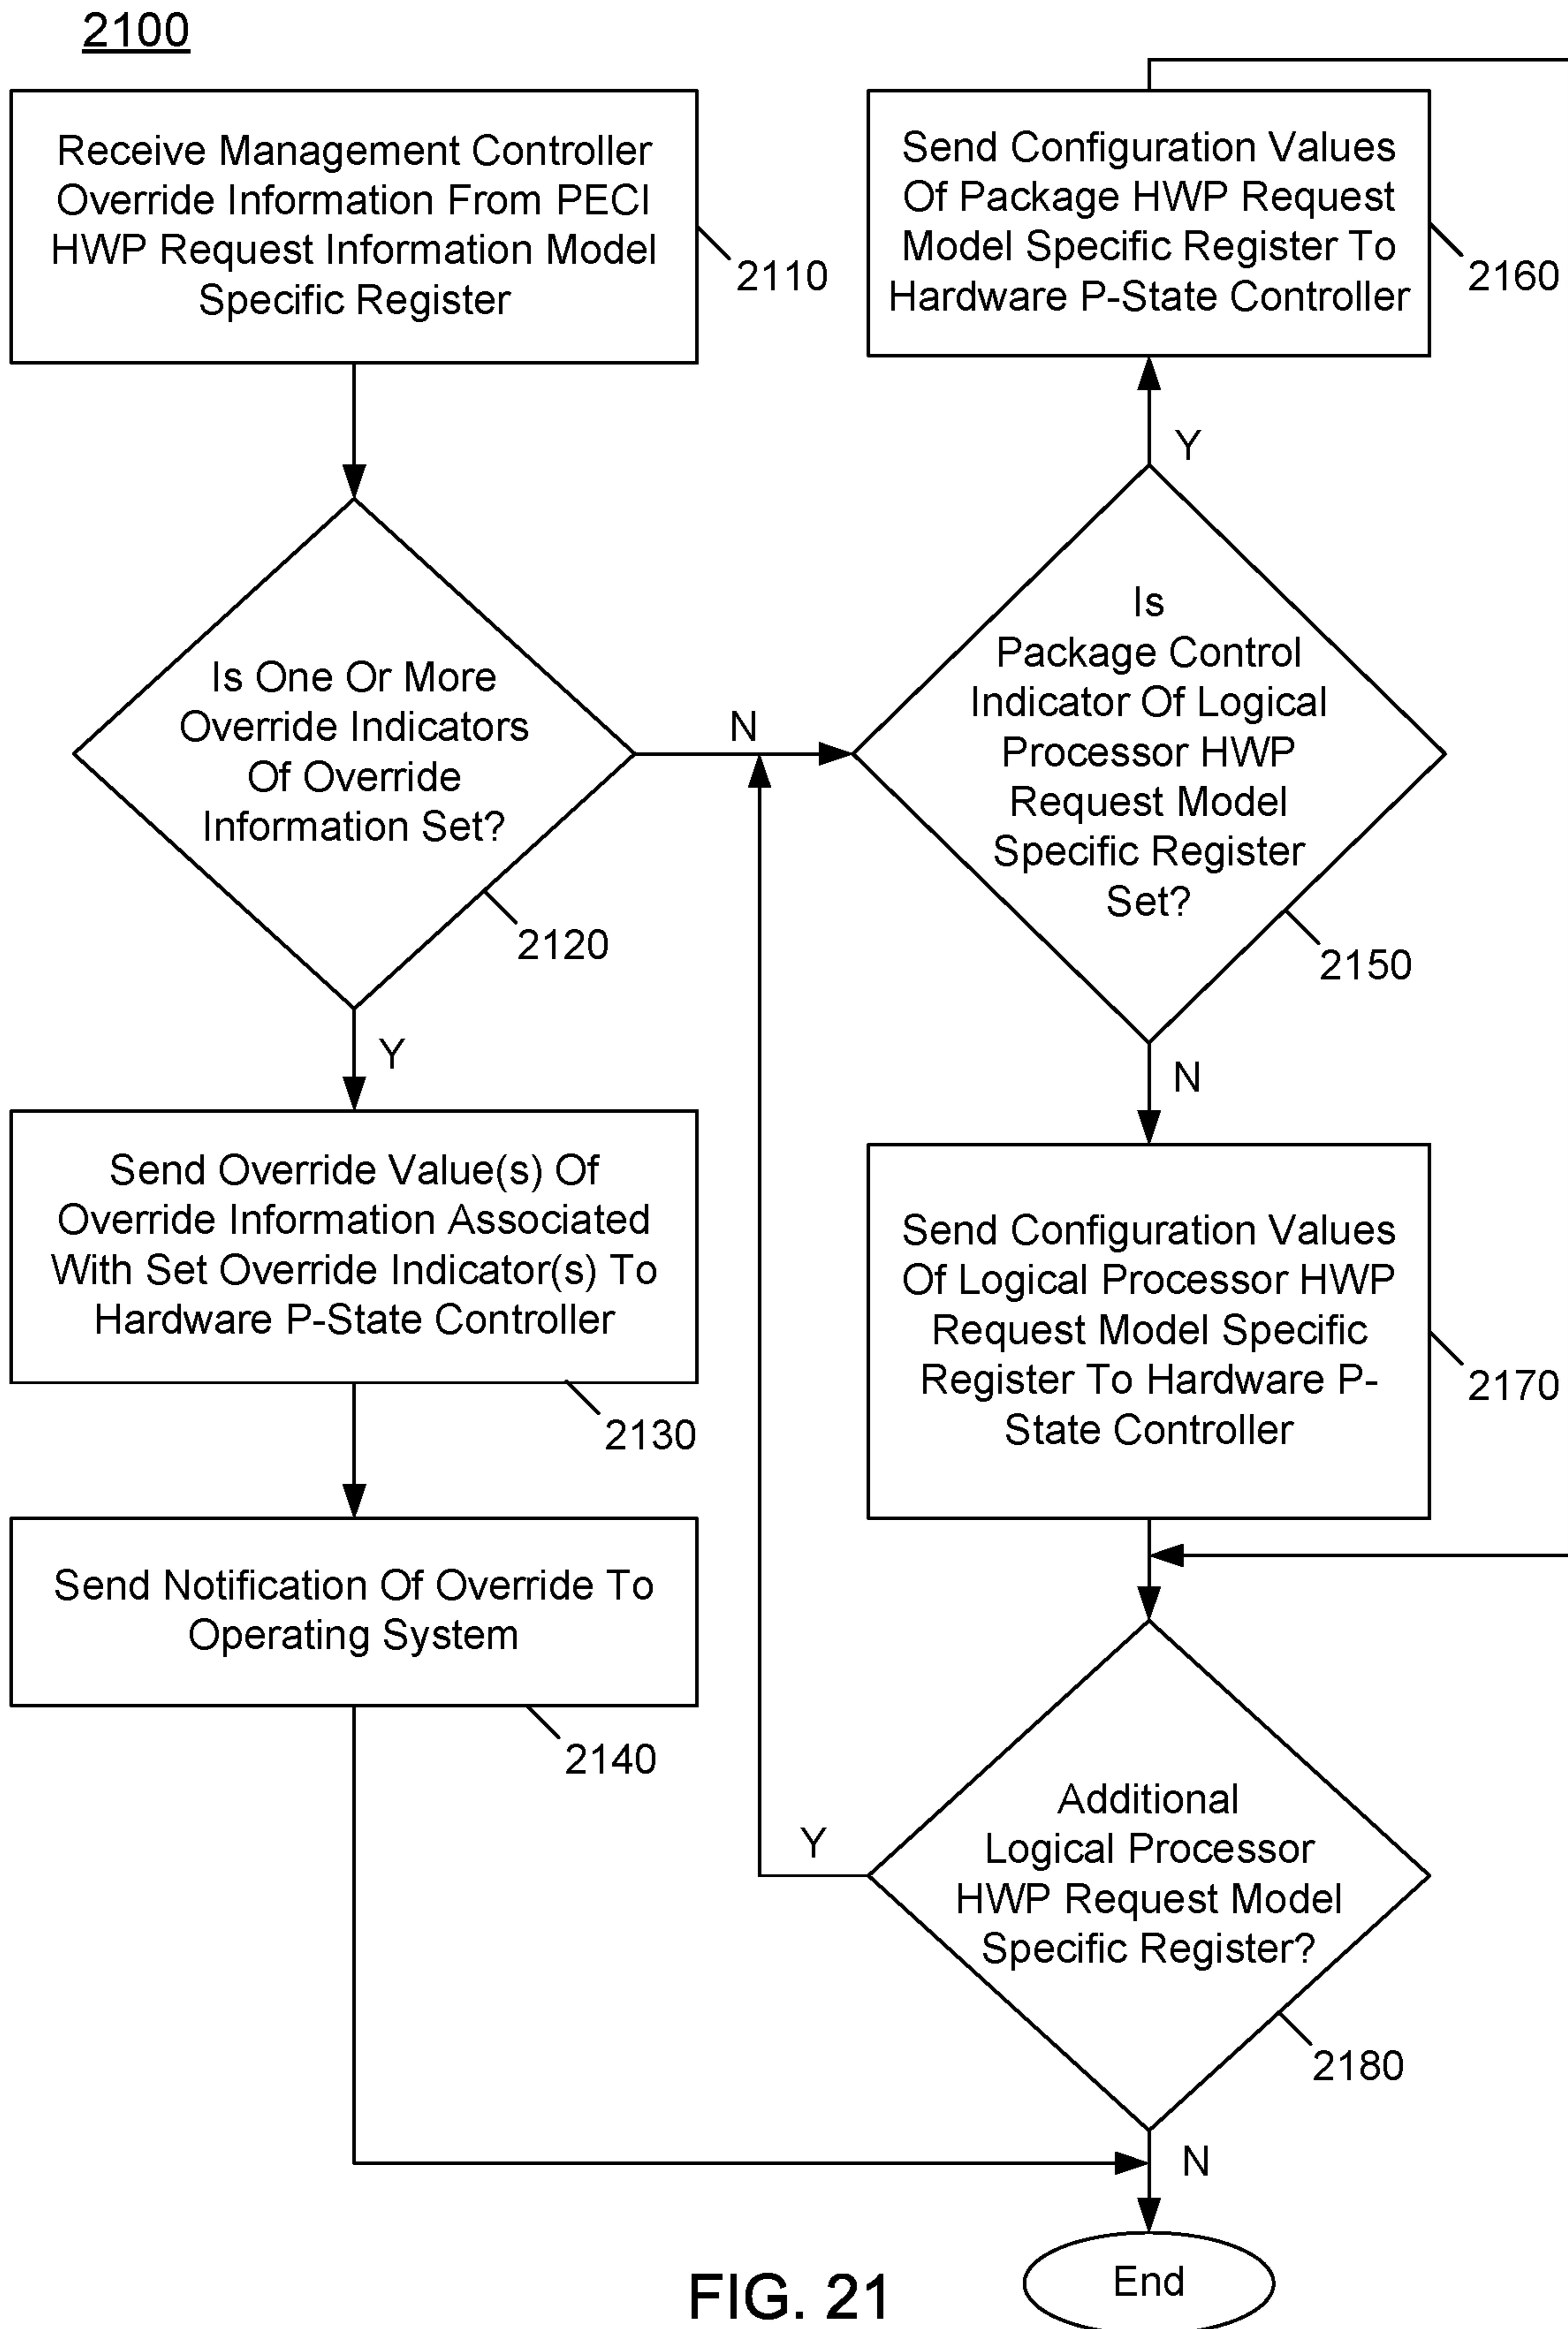 2100
Receive Management Controller
Override Information From PECI
HWP Request Information Model
Specific Register
2110
Is One Or More
Override Indicators
Of Override
Information Set?
2120
N
Y
Send Override Value(s) Of
Override Information Associated
With Set Override Indicator(s) To
Hardware P-State Controller
2130
Send Notification Of Override To
Operating System
2140
Send Configuration Values
Of Package HWP Request
Model Specific Register To
Hardware P-State Controller
2160
Y
Is
Package Control
Indicator Of Logical
Processor HWP
Request Model
Specific Register
Set?
2150
N
Send Configuration Values
Of Logical Processor HWP
Request Model Specific
Register To Hardware P-
State Controller
2170
Additional
Logical Processor
HWP Request Model
Specific Register?
Y
2180
N
End
FIG. 21